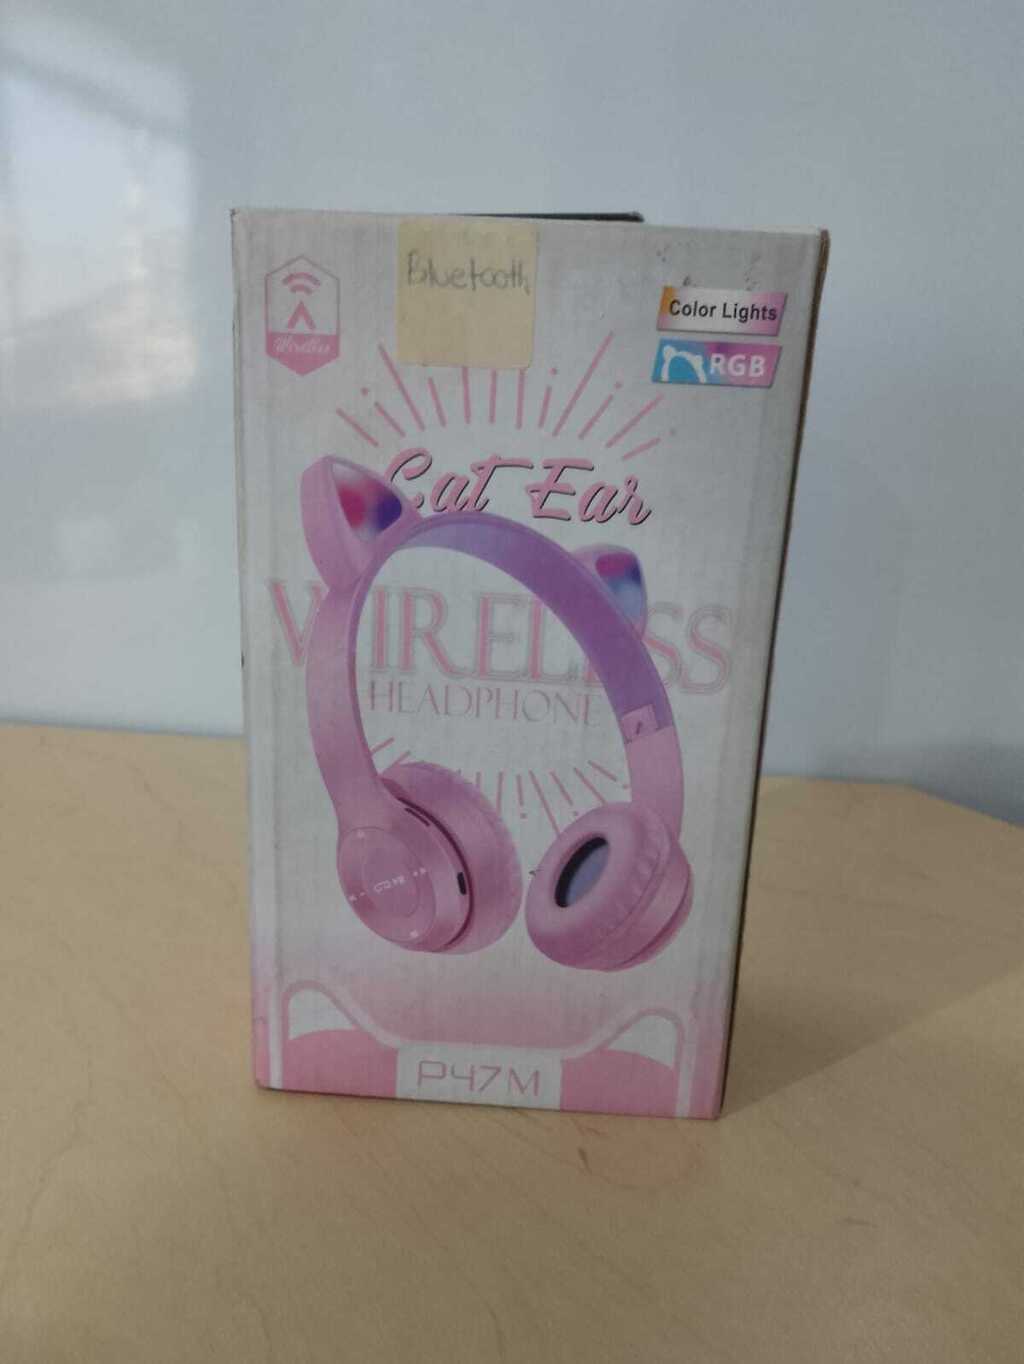 Bluetooth
Wireless
Color Lights
RGB
Cat Ear
WIRELESS
HEADPHONE
P47M